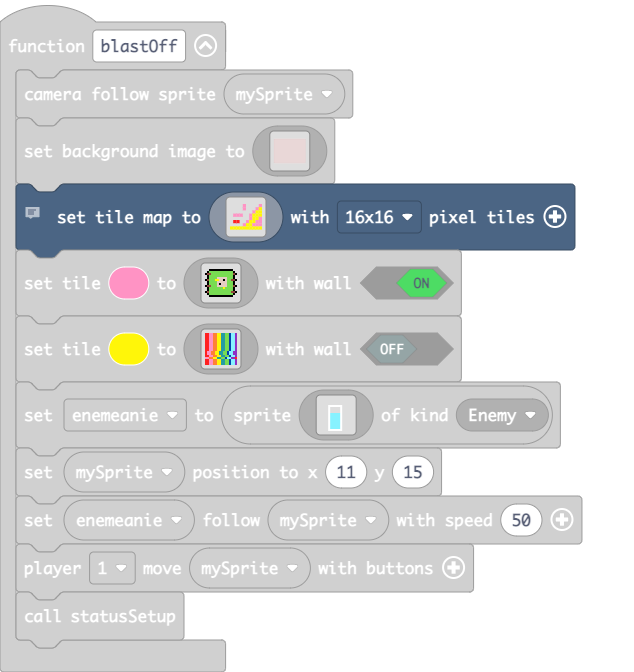 function blastOff
camera follow sprite mySprite
set background image to
set tile map to with 16x16 pixel tiles
set tile to with wall ON
set tile to with wall OFF
set enemeanie to sprite of kind Enemy
set mySprite position to x 11 y 15
set enemeanie follow mySprite with speed 50
player 1 move mySprite with buttons
call statusSetup